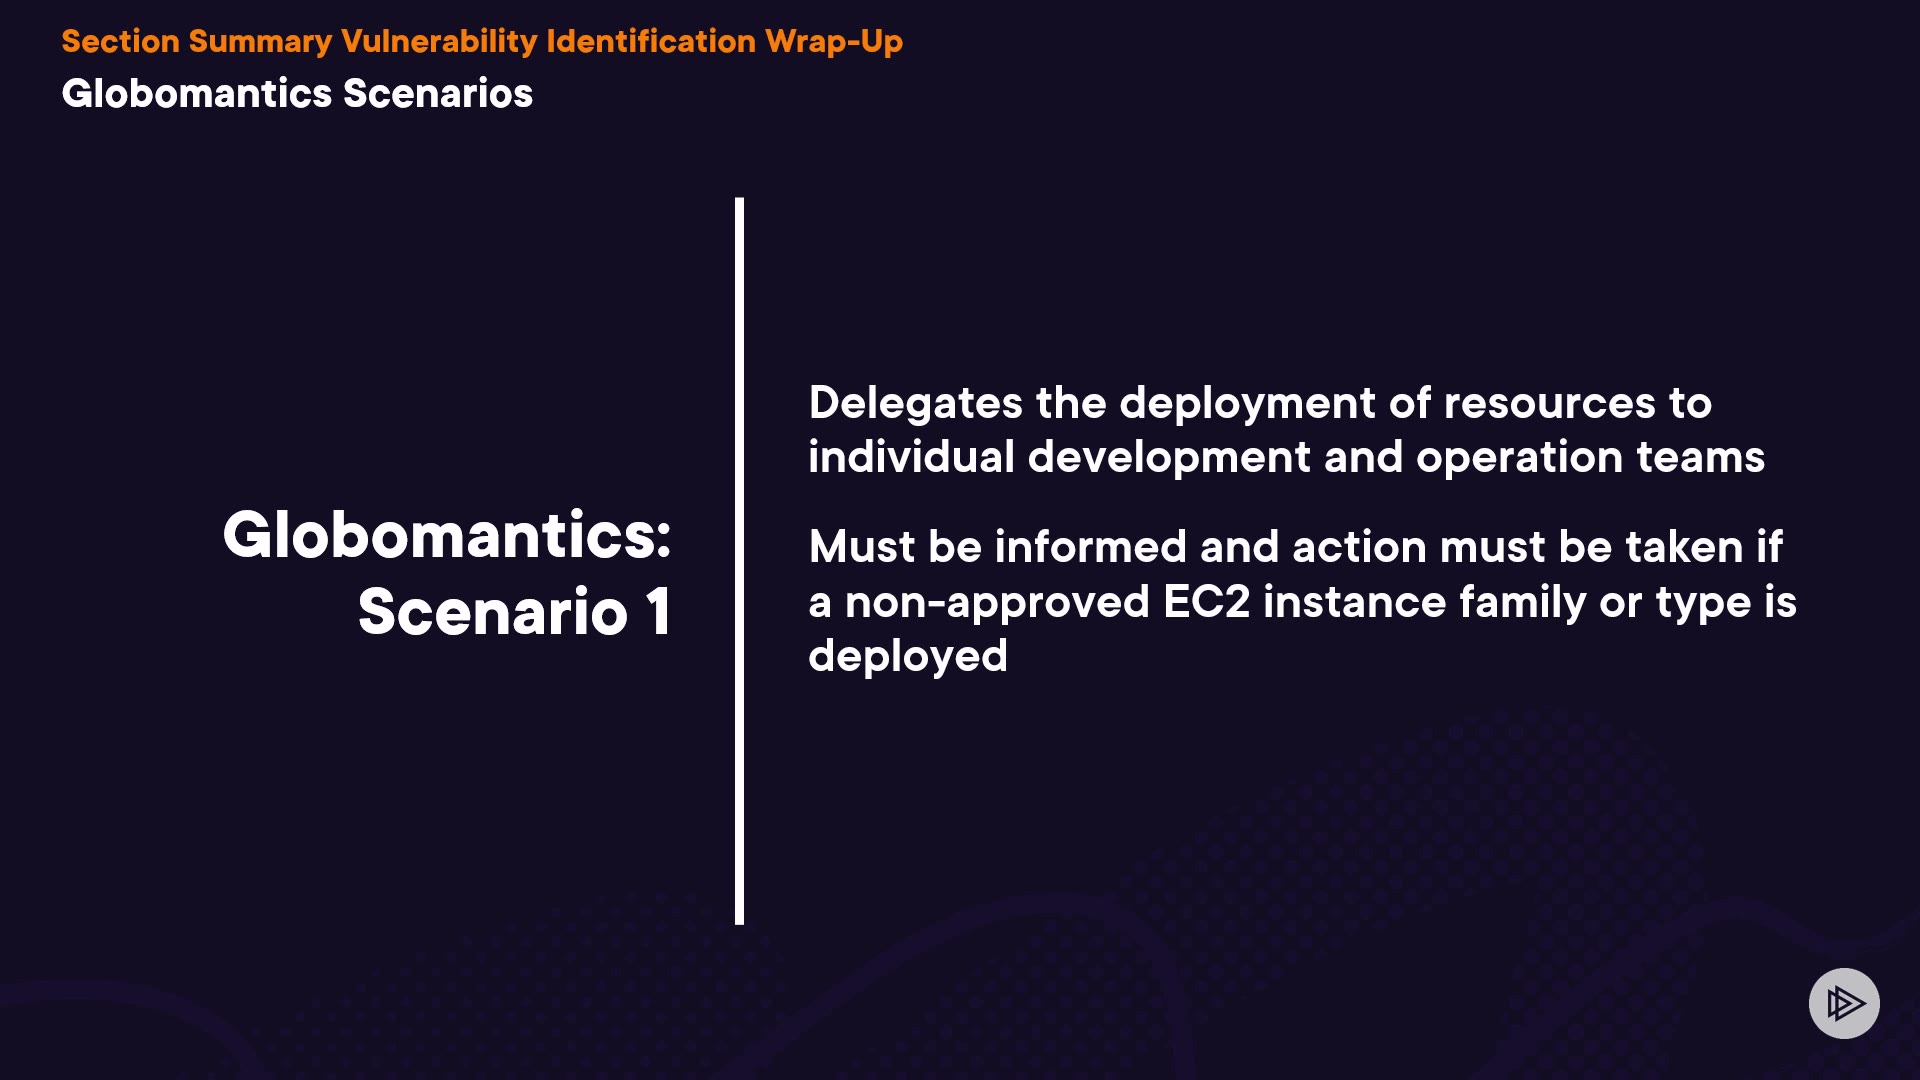 Section Summary Vulnerability Identification Wrap-Up
Globomantics Scenarios
Globomantics:
Scenario 1
Delegates the deployment of resources to
individual development and operation teams
Must be informed and action must be taken if
a non-approved EC2 instance family or type is
deployed